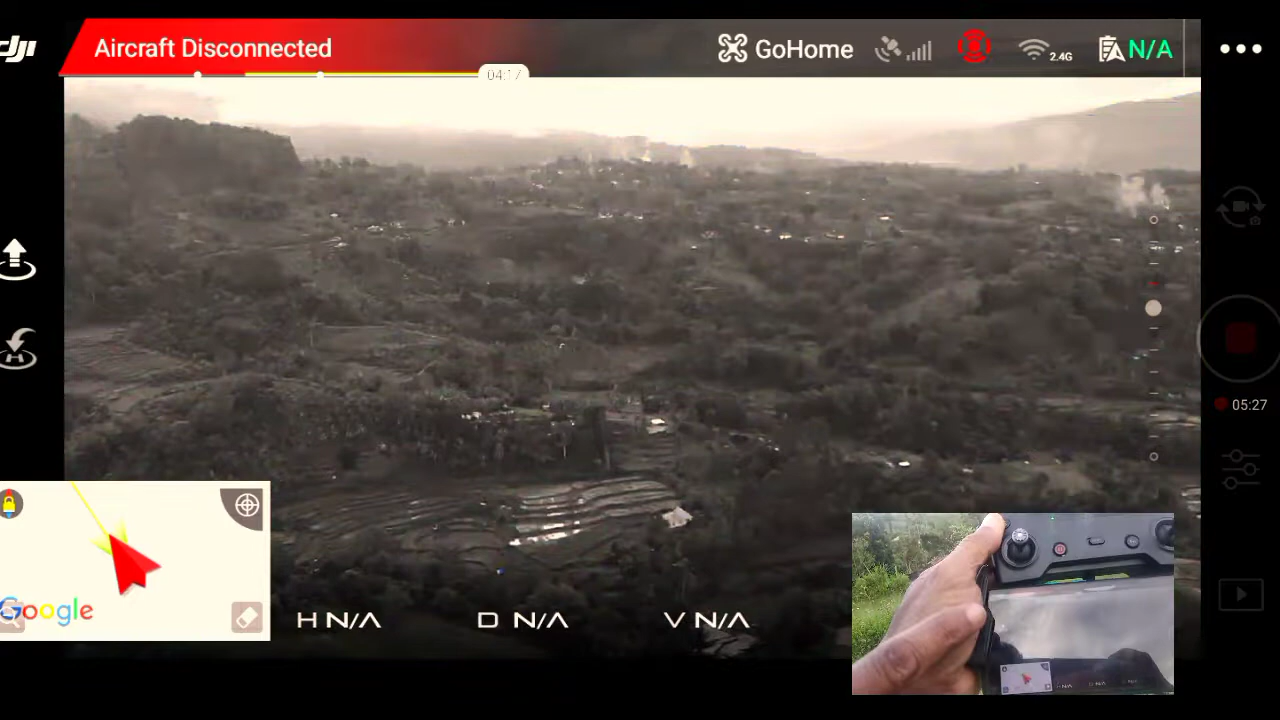 dji
Aircraft Disconnected
GoHome
2.4G
N/A
04:17
05:27
Google
H N/A
D N/A
V N/A